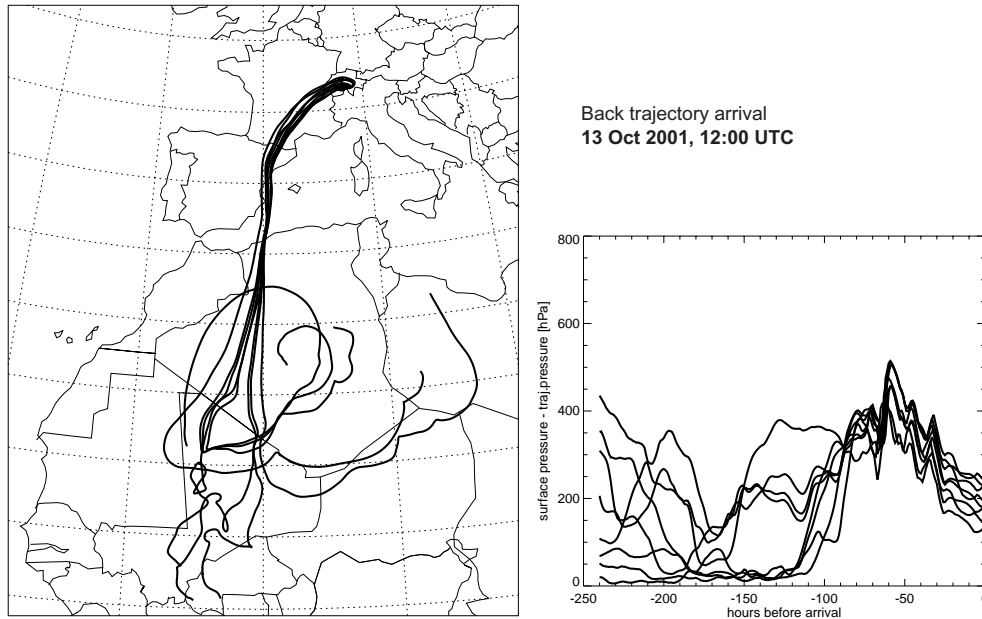 Back trajectory arrival
13 Oct 2001, 12:00 UTC
surface pressure - traj.pressure [hPa]
800
600
400
200
0
-250 -200 -150 -100 -50
hours before arrival